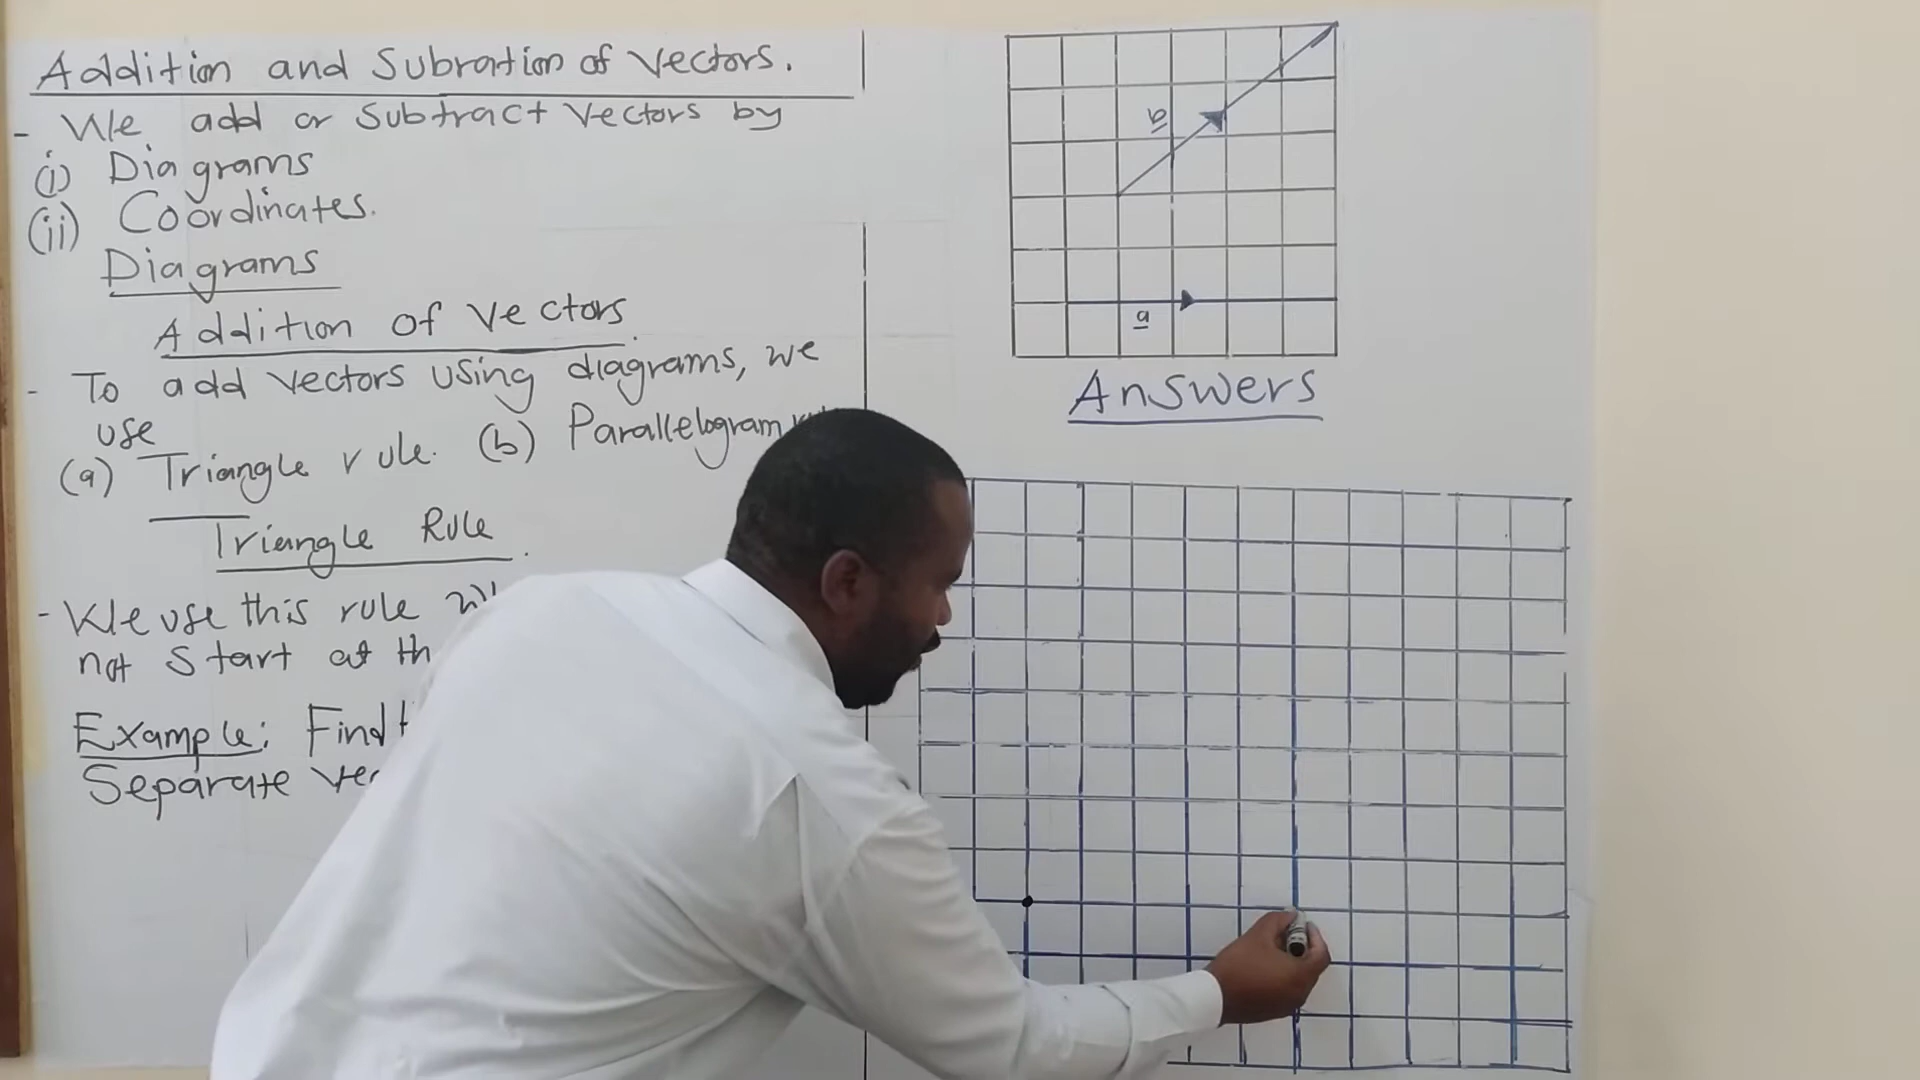 Addition and Subration of Vectors.
- We add or Subtract Vectors by
(i) Diagrams
(ii) Coordinates.
Diagrams
Addition of Vectors.
- To add Vectors using diagrams, we
use
(a) Triangle rule. (b) Parallelogram
Triangle Rule.
- We use this rule
not Start at th
Example: Find
Separate Vec
b
a
Answers